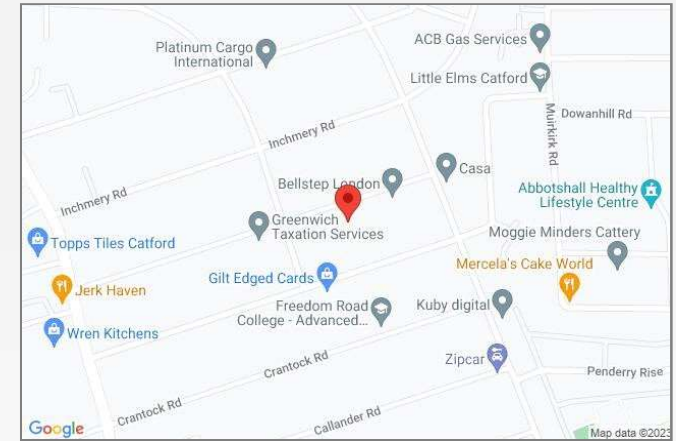 Platinum Cargo
International
ACB Gas Services
Little Elms Catford
Dowanhill Rd
Muirkirk Rd
Inchmery Rd
Casa
Bellstep London
Abbotshall Healthy
Lifestyle Centre
Inchmery Rd
Greenwich
Taxation Services
Moggie Minders Cattery
Topps Tiles Catford
Mercela's Cake World
Gilt Edged Cards
Jerk Haven
Freedom Road
College - Advanced...
Kuby digital
Wren Kitchens
Zipcar
Crantock Rd
Penderry Rise
Crantock Rd
Callander Rd
Google
Map data ©2023